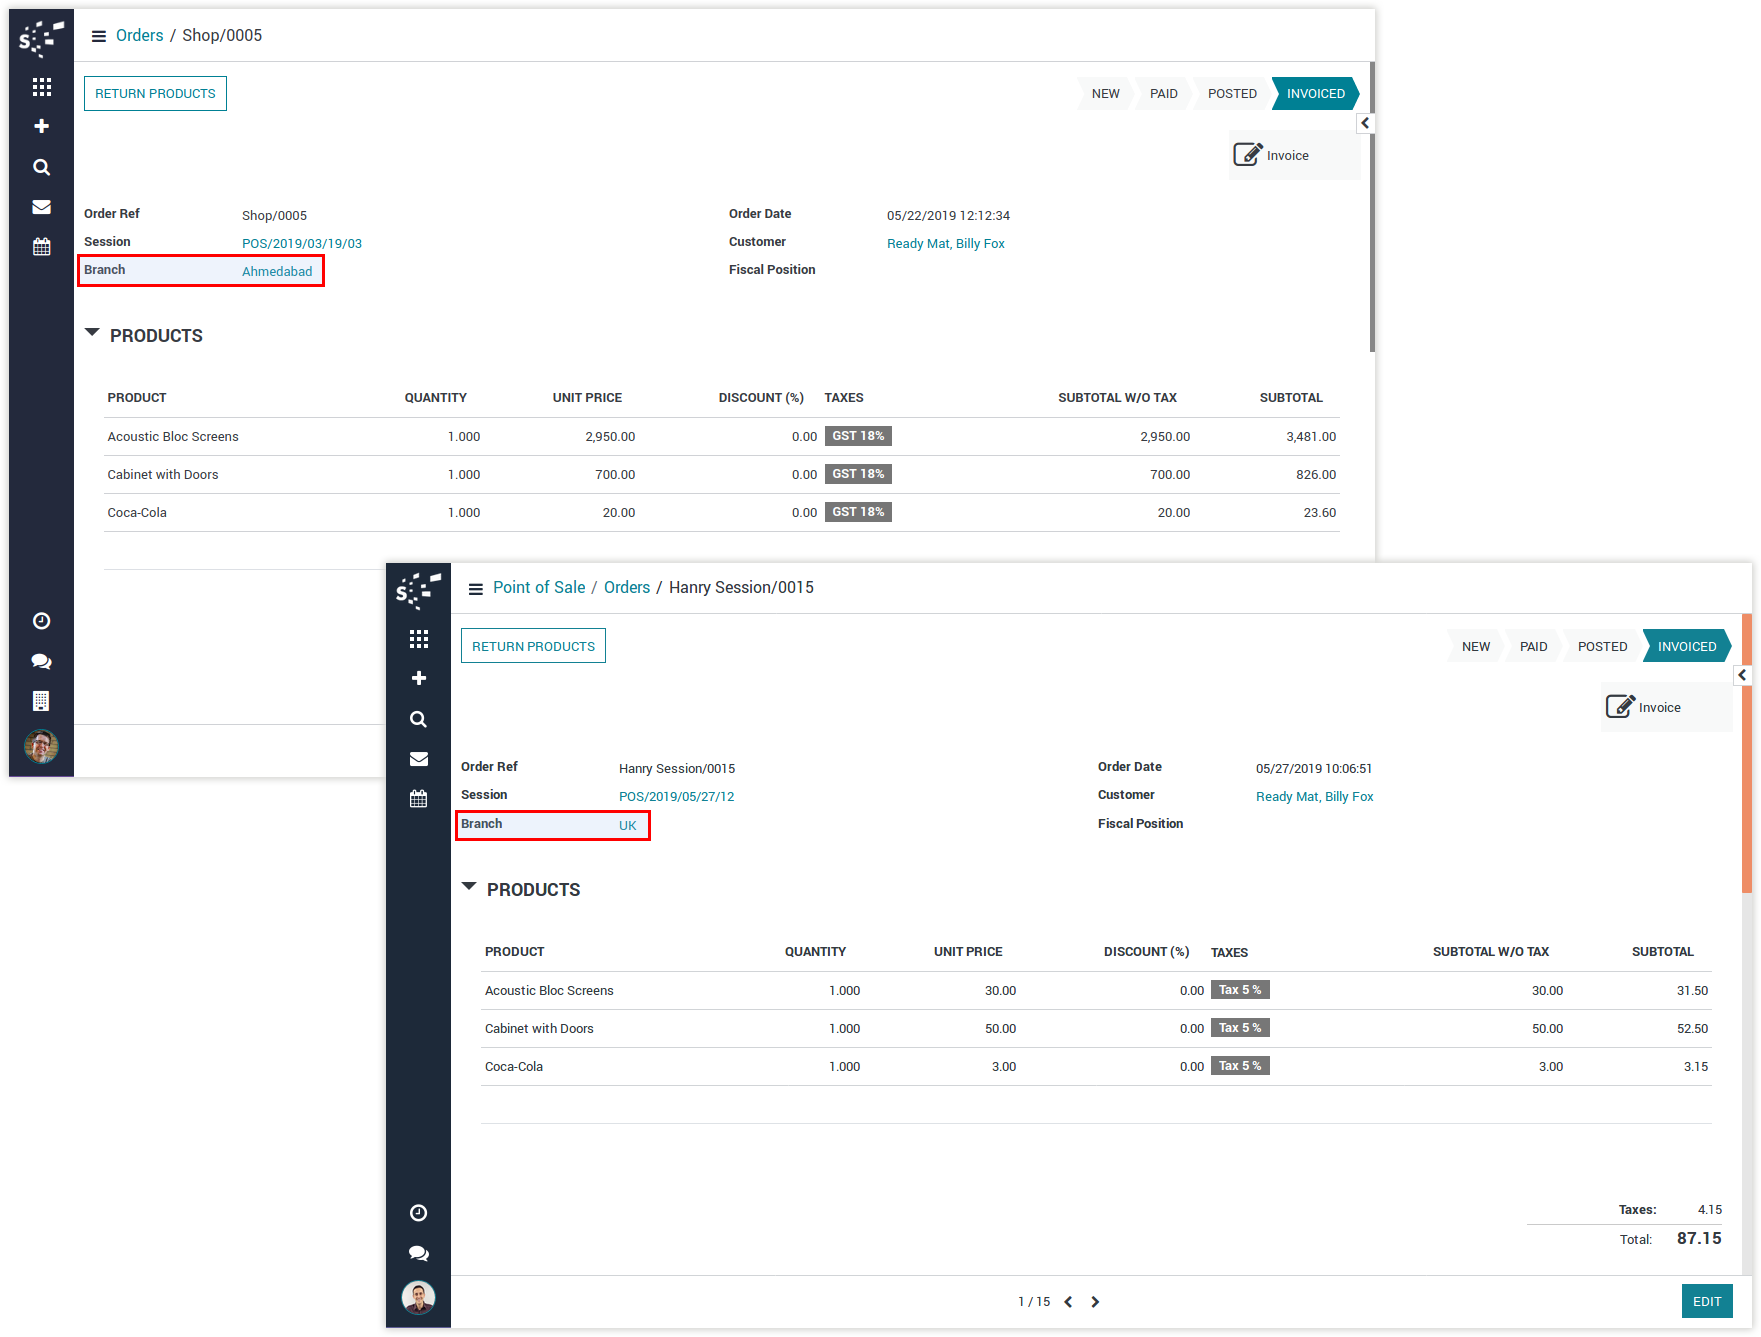 s
Orders / Shop/0005
RETURN PRODUCTS
NEW PAID POSTED INVOICED
Invoice
Order Ref Shop/0005 Order Date 05/22/2019 12:12:34
Session POS/2019/03/19/03 Customer Ready Mat, Billy Fox
Branch Ahmedabad Fiscal Position
PRODUCTS
PRODUCT QUANTITY UNIT PRICE DISCOUNT (%) TAXES SUBTOTAL W/O TAX SUBTOTAL
Acoustic Bloc Screens 1.000 2,950.00 0.00 GST 18% 2,950.00 3,481.00
Cabinet with Doors 1.000 700.00 0.00 GST 18% 700.00 826.00
Coca-Cola 1.000 20.00 0.00 GST 18% 20.00 23.60
s
Point of Sale / Orders / Hanry Session/0015
RETURN PRODUCTS
NEW PAID POSTED INVOICED
Invoice
Order Ref Hanry Session/0015 Order Date 05/27/2019 10:06:51
Session POS/2019/05/27/12 Customer Ready Mat, Billy Fox
Branch UK Fiscal Position
PRODUCTS
PRODUCT QUANTITY UNIT PRICE DISCOUNT (%) TAXES SUBTOTAL W/O TAX SUBTOTAL
Acoustic Bloc Screens 1.000 30.00 0.00 Tax 5 % 30.00 31.50
Cabinet with Doors 1.000 50.00 0.00 Tax 5 % 50.00 52.50
Coca-Cola 1.000 3.00 0.00 Tax 5 % 3.00 3.15
Taxes: 4.15
Total: 87.15
1 / 15
EDIT